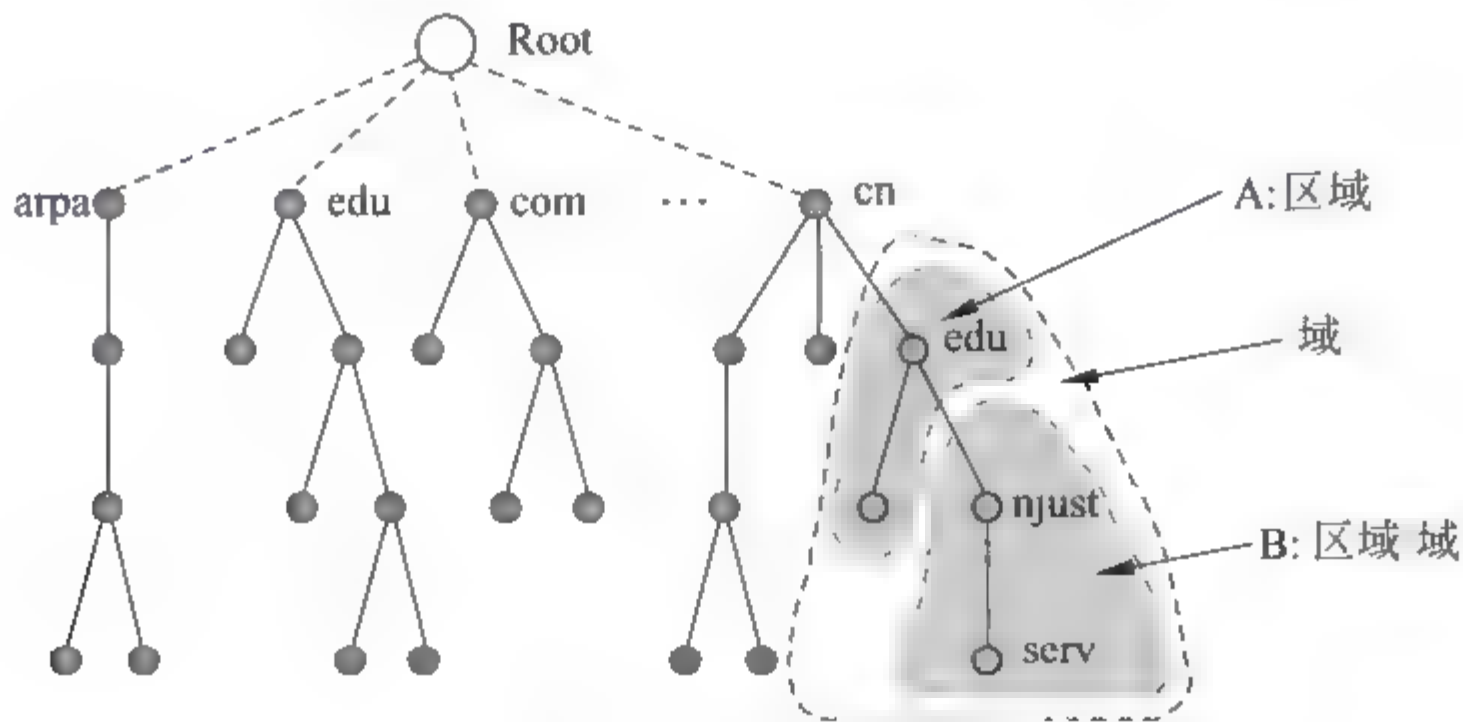 Root
arpa
edu
com
...
cn
A: 区域
edu
域
njust
B: 区域 域
serv